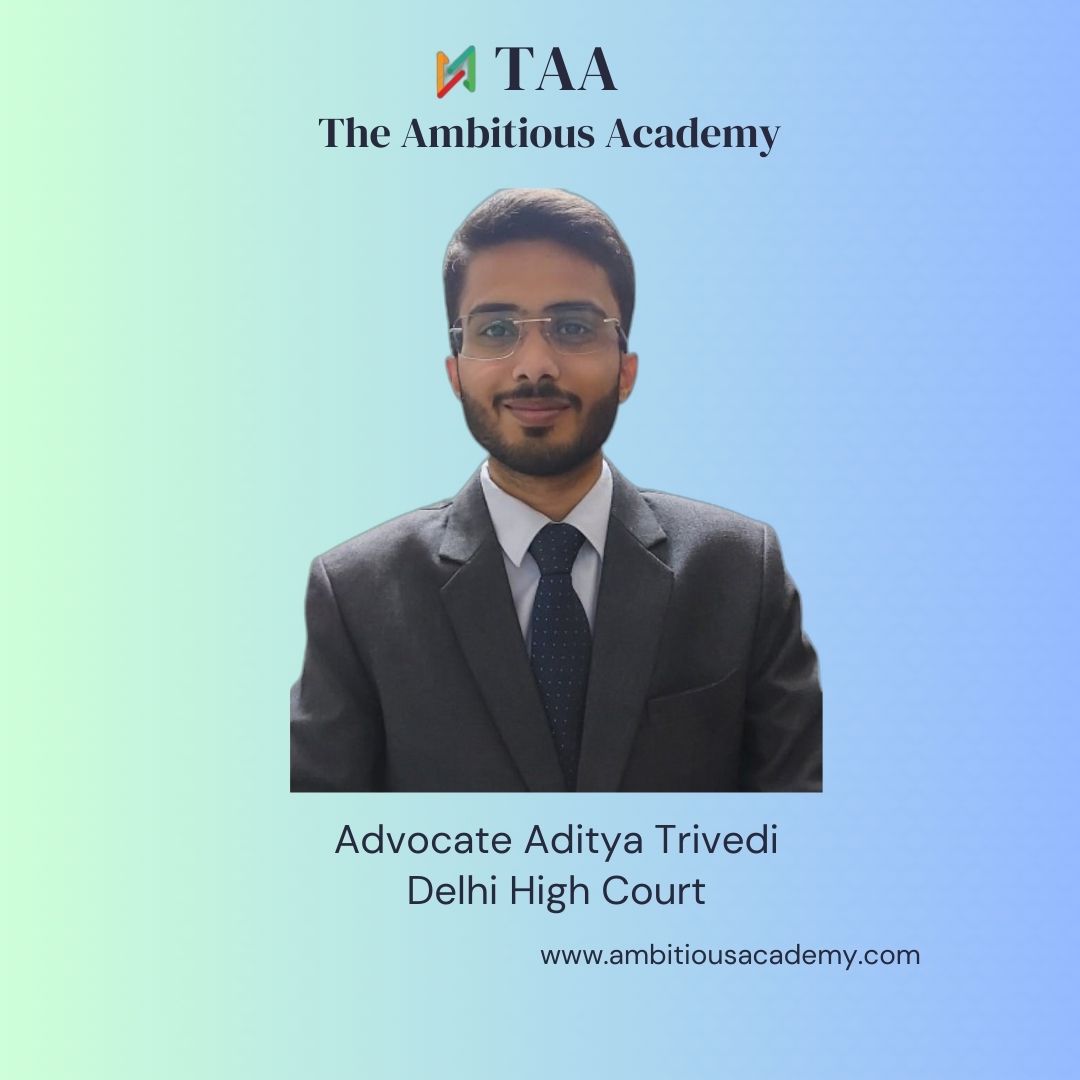 TAA
The Ambitious Academy
Advocate Aditya Trivedi
Delhi High Court
www.ambitiousacademy.com